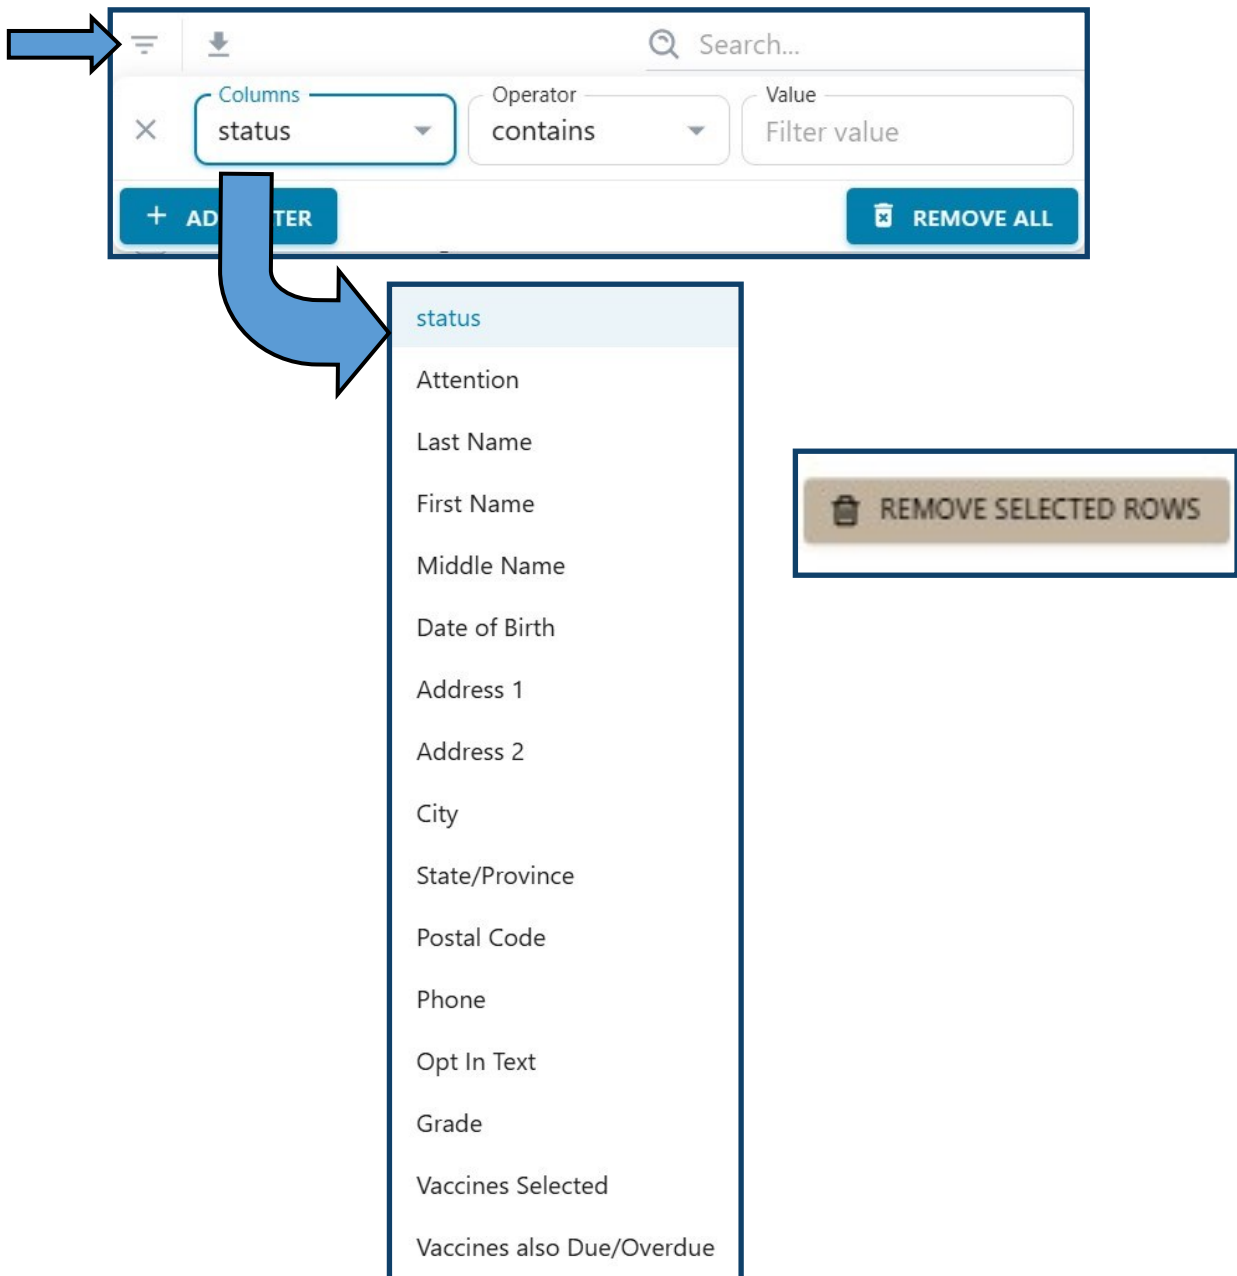 Search...
Columns
Operator
Value
status
contains
Filter value
+ AD TER
REMOVE ALL
status
Attention
Last Name
First Name
Middle Name
Date of Birth
Address 1
Address 2
City
State/Province
Postal Code
Phone
Opt In Text
Grade
Vaccines Selected
Vaccines also Due/Overdue
REMOVE SELECTED ROWS